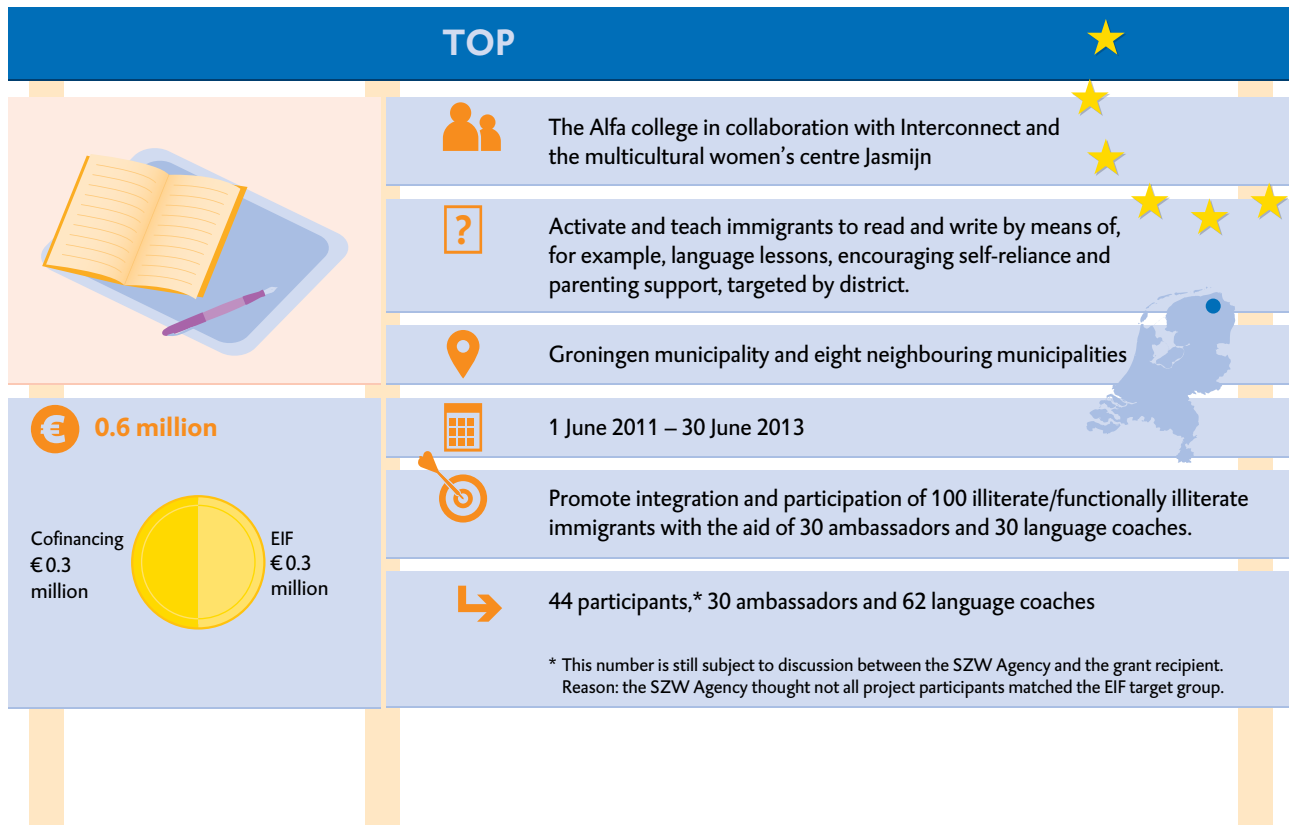 TOP
The Alfa college in collaboration with Interconnect and
the multicultural women's centre Jasmijn
?
Activate and teach immigrants to read and write by means of,
for example, language lessons, encouraging self-reliance and
parenting support, targeted by district.
Groningen municipality and eight neighbouring municipalities
€ 0.6 million
1 June 2011 – 30 June 2013
Cofinancing
€ 0.3
million
EIF
€ 0.3
million
Promote integration and participation of 100 illiterate/functionally illiterate
immigrants with the aid of 30 ambassadors and 30 language coaches.
44 participants,* 30 ambassadors and 62 language coaches
* This number is still subject to discussion between the SZW Agency and the grant recipient.
Reason: the SZW Agency thought not all project participants matched the EIF target group.